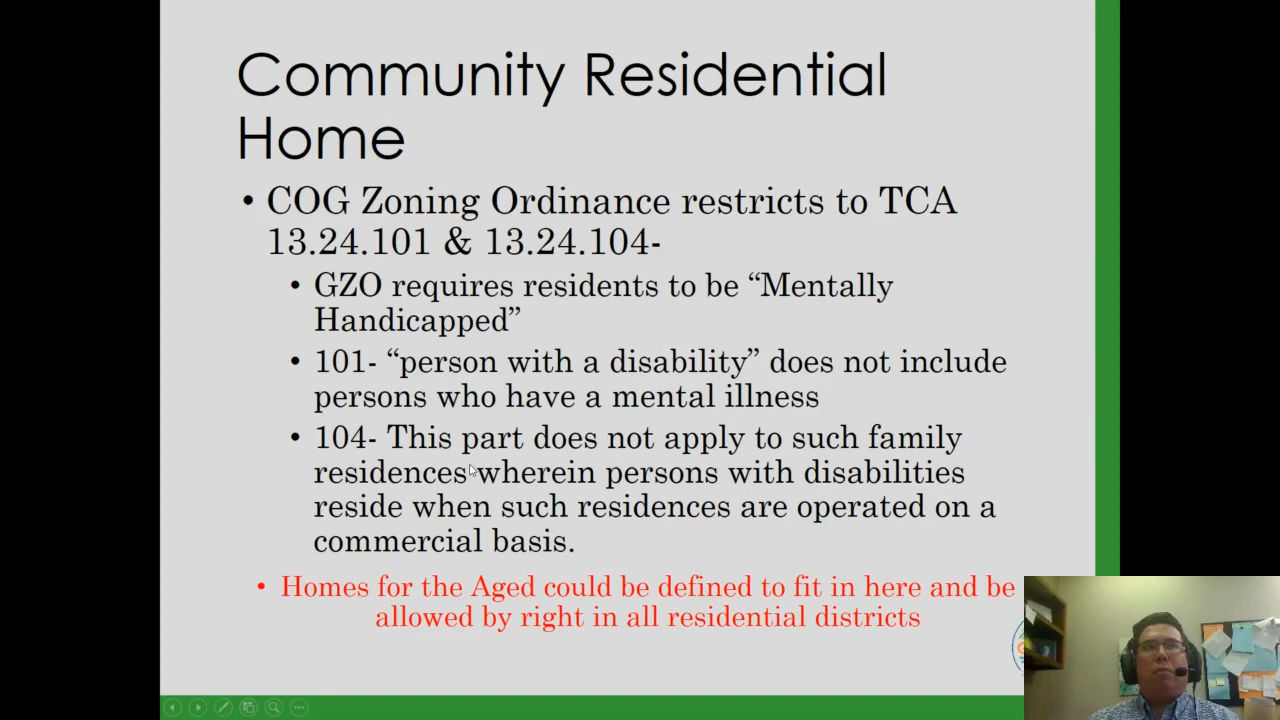 Community Residential
Home
• COG Zoning Ordinance restricts to TCA
13.24.101 & 13.24.104-
• GZO requires residents to be “Mentally
Handicapped”
• 101- “person with a disability” does not include
persons who have a mental illness
• 104- This part does not apply to such family
residences wherein persons with disabilities
reside when such residences are operated on a
commercial basis.
• Homes for the Aged could be defined to fit in here and be
allowed by right in all residential districts